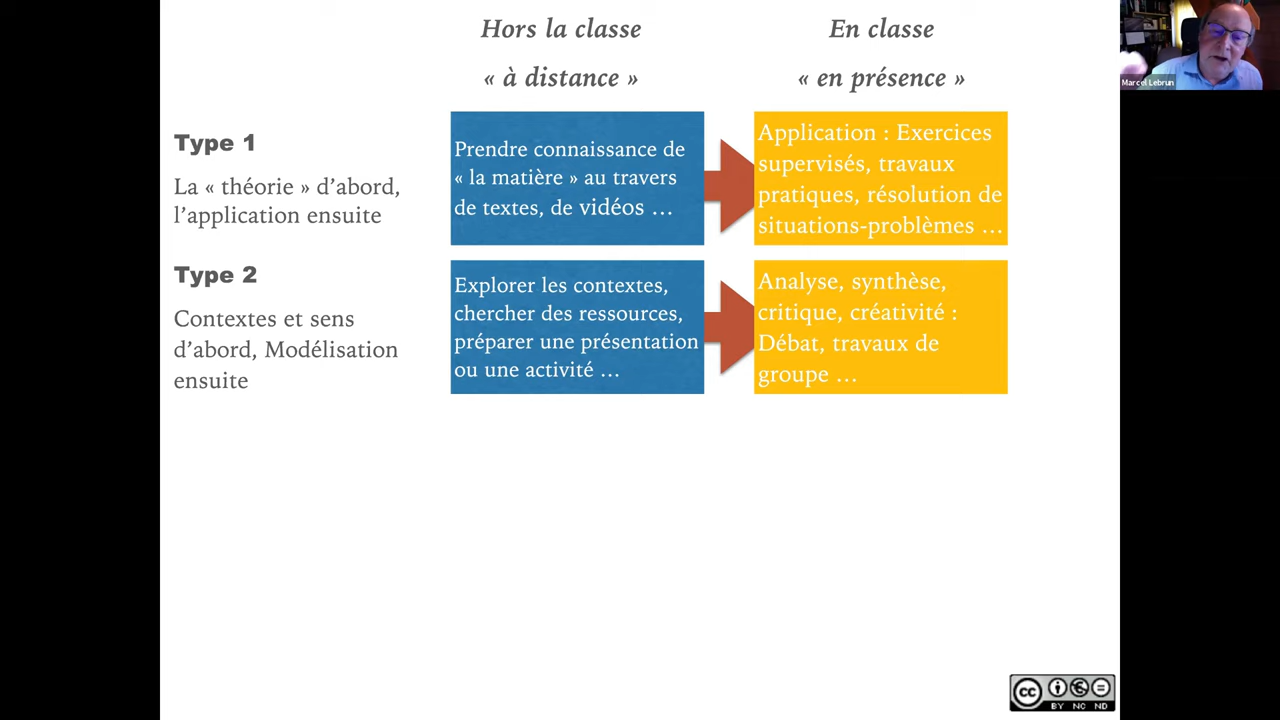 Hors la classe
« à distance »
En classe
« en présence »
Marcel Lebrun
Type 1
La « théorie » d’abord,
l’application ensuite
Prendre connaissance de
« la matière » au travers
de textes, de vidéos …
Application : Exercices
supervisés, travaux
pratiques, résolution de
situations-problèmes …
Type 2
Contextes et sens
d’abord, Modélisation
ensuite
Explorer les contextes,
chercher des ressources,
préparer une présentation
ou une activité …
Analyse, synthèse,
critique, créativité :
Débat, travaux de
groupe …
cc
BY NC ND